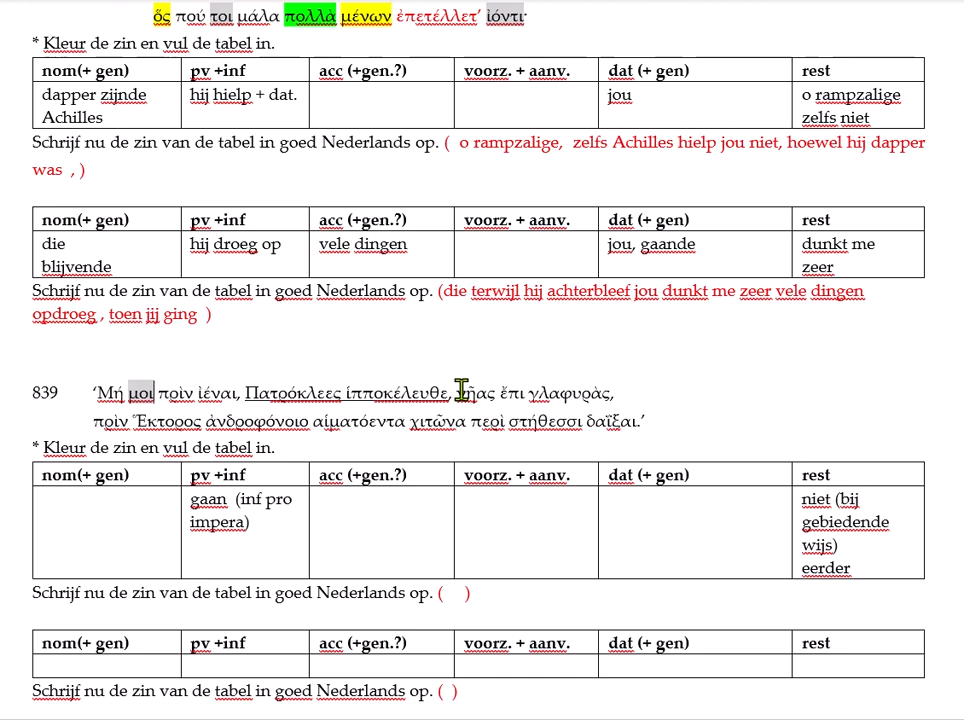 ὅς πού τοι μάλα πολλὰ μένων ἐπετέλλετ’ ἰόντι·
* Kleur de zin en vul de tabel in.
nom(+ gen) pv +inf acc (+gen.?) voorz. + aanv. dat (+ gen) rest
dapper zijnde hij hielp + dat. jou o rampzalige
Achilles zelfs niet
Schrijf nu de zin van de tabel in goed Nederlands op. ( o rampzalige, zelfs Achilles hielp jou niet, hoewel hij dapper
was , )
nom(+ gen) pv +inf acc (+gen.?) voorz. + aanv. dat (+ gen) rest
die hij droeg op vele dingen jou, gaande dunkt me
blijvende zeer
Schrijf nu de zin van de tabel in goed Nederlands op. (die terwijl hij achterbleef jou dunkt me zeer vele dingen
opdroeg , toen jij ging )
839 ‘Μή μοι πρὶν ἰέναι, Πατρόκλεες ἱπποκέλευθε, νῆας ἔπι γλαφυρὰς,
πρὶν Ἕκτορος ἀνδροφόνοιο αἱματόεντα χιτῶνα περὶ στήθεσσι δαΐξαι.’
* Kleur de zin en vul de tabel in.
nom(+ gen) pv +inf acc (+gen.?) voorz. + aanv. dat (+ gen) rest
gaan (inf pro niet (bij
impera) gebiedende
wijs)
eerder
Schrijf nu de zin van de tabel in goed Nederlands op. ( )
nom(+ gen) pv +inf acc (+gen.?) voorz. + aanv. dat (+ gen) rest
Schrijf nu de zin van de tabel in goed Nederlands op. ( )